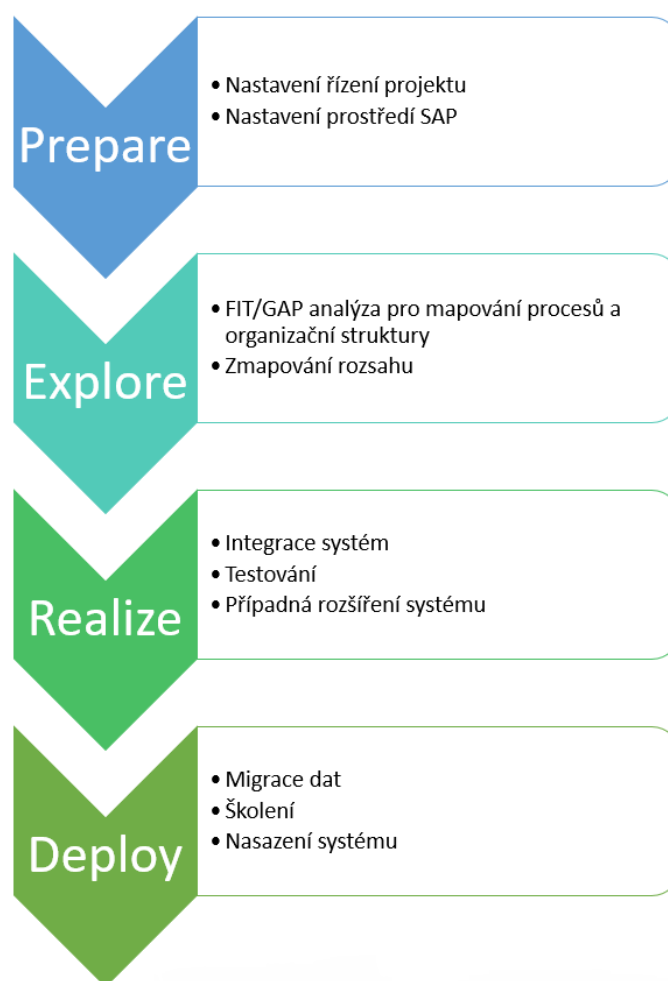 Prepare
• Nastavení řízení projektu
• Nastavení prostředí SAP
Explore
• FIT/GAP analýza pro mapování procesů a
organizační struktury
• Zmapování rozsahu
Realize
• Integrace systém
• Testování
• Případná rozšíření systému
Deploy
• Migrace dat
• Školení
• Nasazení systému